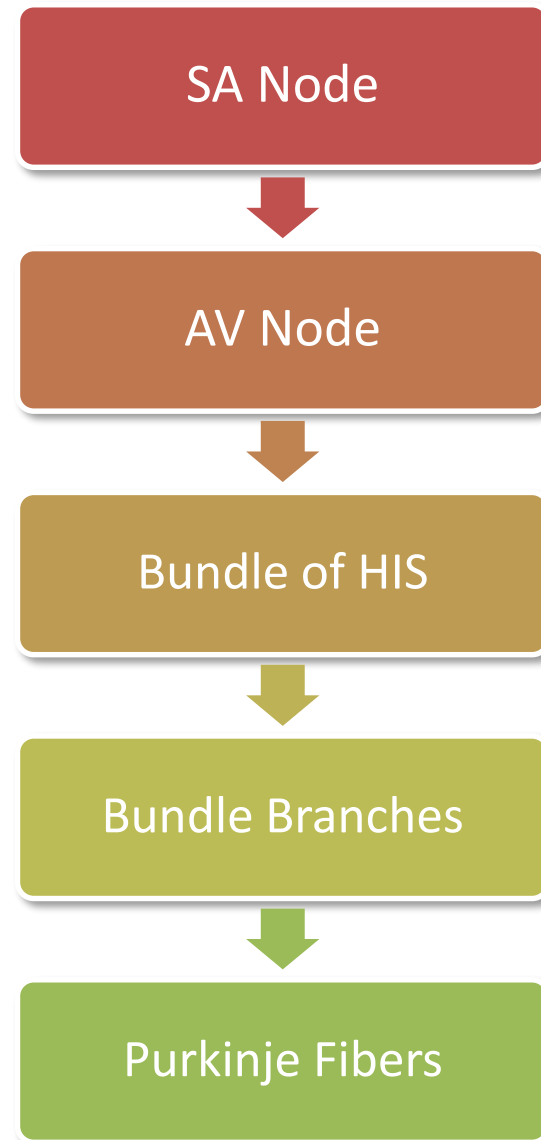 SA Node
AV Node
Bundle of HIS
Bundle Branches
Purkinje Fibers